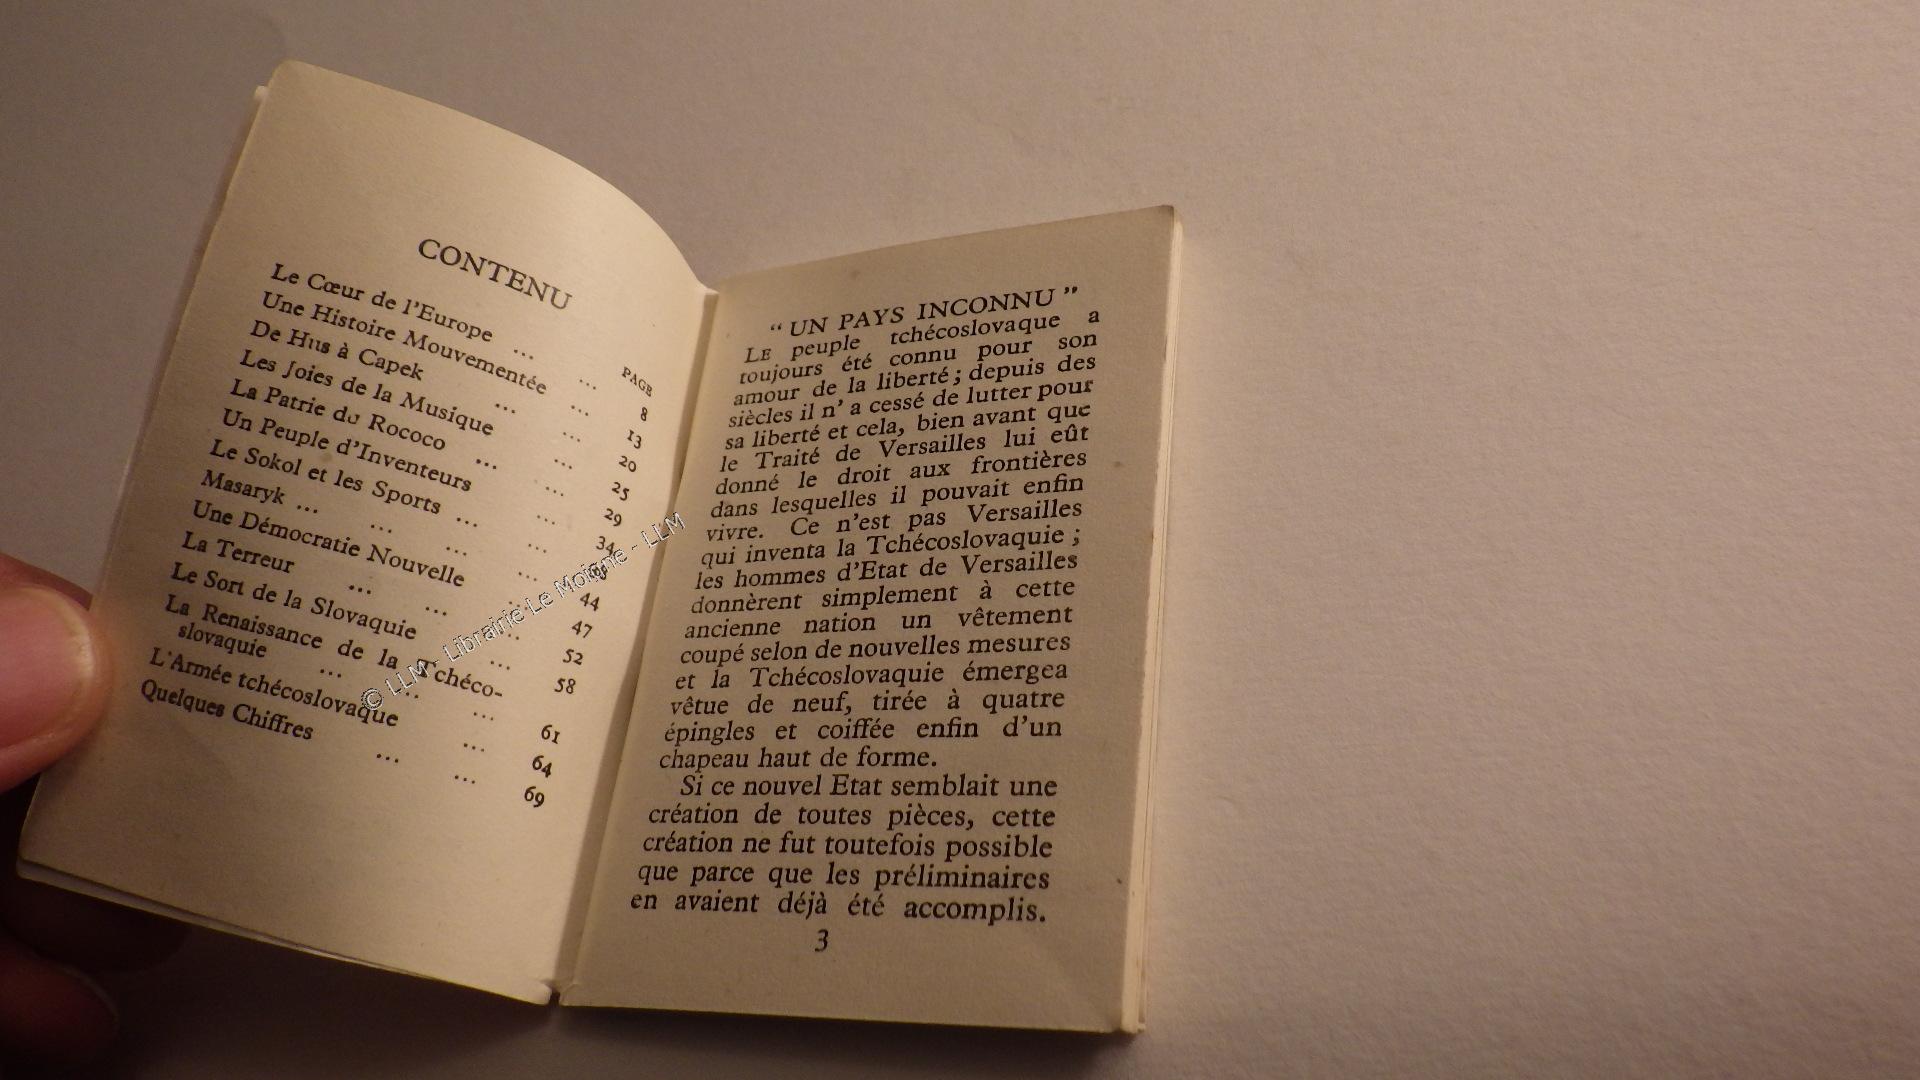 CONTENU
PAGE
Le Cœur de l'Europe ... ... 8
Une Histoire Mouvementée ... 13
De Hus à Capek ... ... 20
Les Joies de la Musique ... 25
La Patrie du Rococo ... ... 29
Un Peuple d'Inventeurs ... 34
Le Sokol et les Sports ... ...
Masaryk ... ... ... ... 44
Une Démocratie Nouvelle ... 47
La Terreur ... ... ... 52
Le Sort de la Slovaquie ... 58
La Renaissance de la Tchéco-
slovaquie ... ... ... 61
L'Armée tchécoslovaque ... 64
Quelques Chiffres ... ... 69
© LLM - Librairie Le Moigne - LLM
“ UN PAYS INCONNU ”
LE peuple tchécoslovaque a
toujours été connu pour son
amour de la liberté ; depuis des
siècles il n' a cessé de lutter pour
sa liberté et cela, bien avant que
le Traité de Versailles lui eût
donné le droit aux frontières
dans lesquelles il pouvait enfin
vivre. Ce n'est pas Versailles
qui inventa la Tchécoslovaquie ;
les hommes d'Etat de Versailles
donnèrent simplement à cette
ancienne nation un vêtement
coupé selon de nouvelles mesures
et la Tchécoslovaquie émergea
vêtue de neuf, tirée à quatre
épingles et coiffée enfin d'un
chapeau haut de forme.
Si ce nouvel Etat semblait une
création de toutes pièces, cette
création ne fut toutefois possible
que parce que les préliminaires
en avaient déjà été accomplis.
3